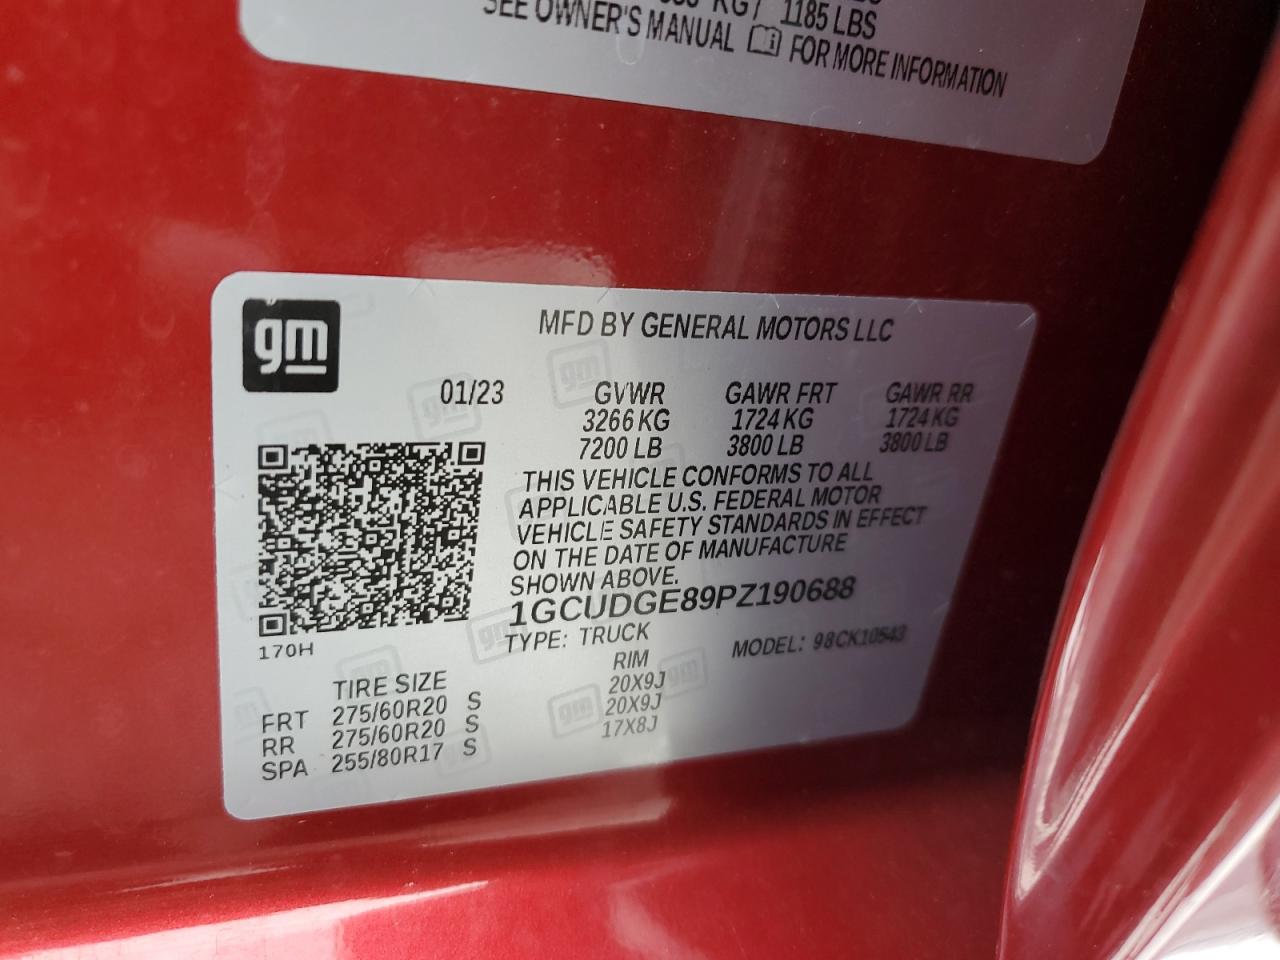 KG / 1185 LBS
SEE OWNER'S MANUAL FOR MORE INFORMATION
gm
MFD BY GENERAL MOTORS LLC
01/23 GVWR GAWR FRT GAWR RR
3266 KG 1724 KG 1724 KG
7200 LB 3800 LB 3800 LB
THIS VEHICLE CONFORMS TO ALL
APPLICABLE U.S. FEDERAL MOTOR
VEHICLE SAFETY STANDARDS IN EFFECT
ON THE DATE OF MANUFACTURE
SHOWN ABOVE.
1GCUDGE89PZ190688
170H
TYPE: TRUCK MODEL: 98CK10543
TIRE SIZE RIM
FRT 275/60R20 S 20X9J
RR 275/60R20 S 20X9J
SPA 255/80R17 S 17X8J